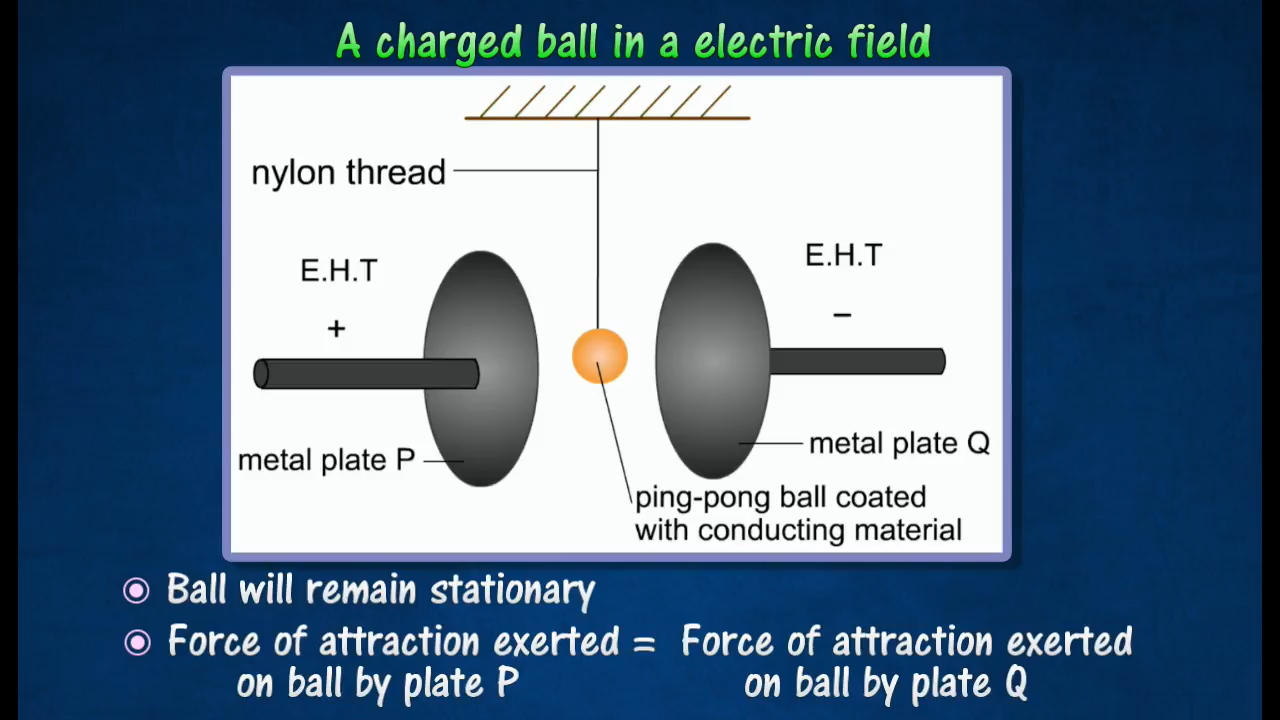 A charged ball in a electric field
nylon thread
E.H.T
E.H.T
+
−
metal plate P
metal plate Q
ping-pong ball coated
with conducting material
Ball will remain stationary
Force of attraction exerted = Force of attraction exerted
on ball by plate P on ball by plate Q